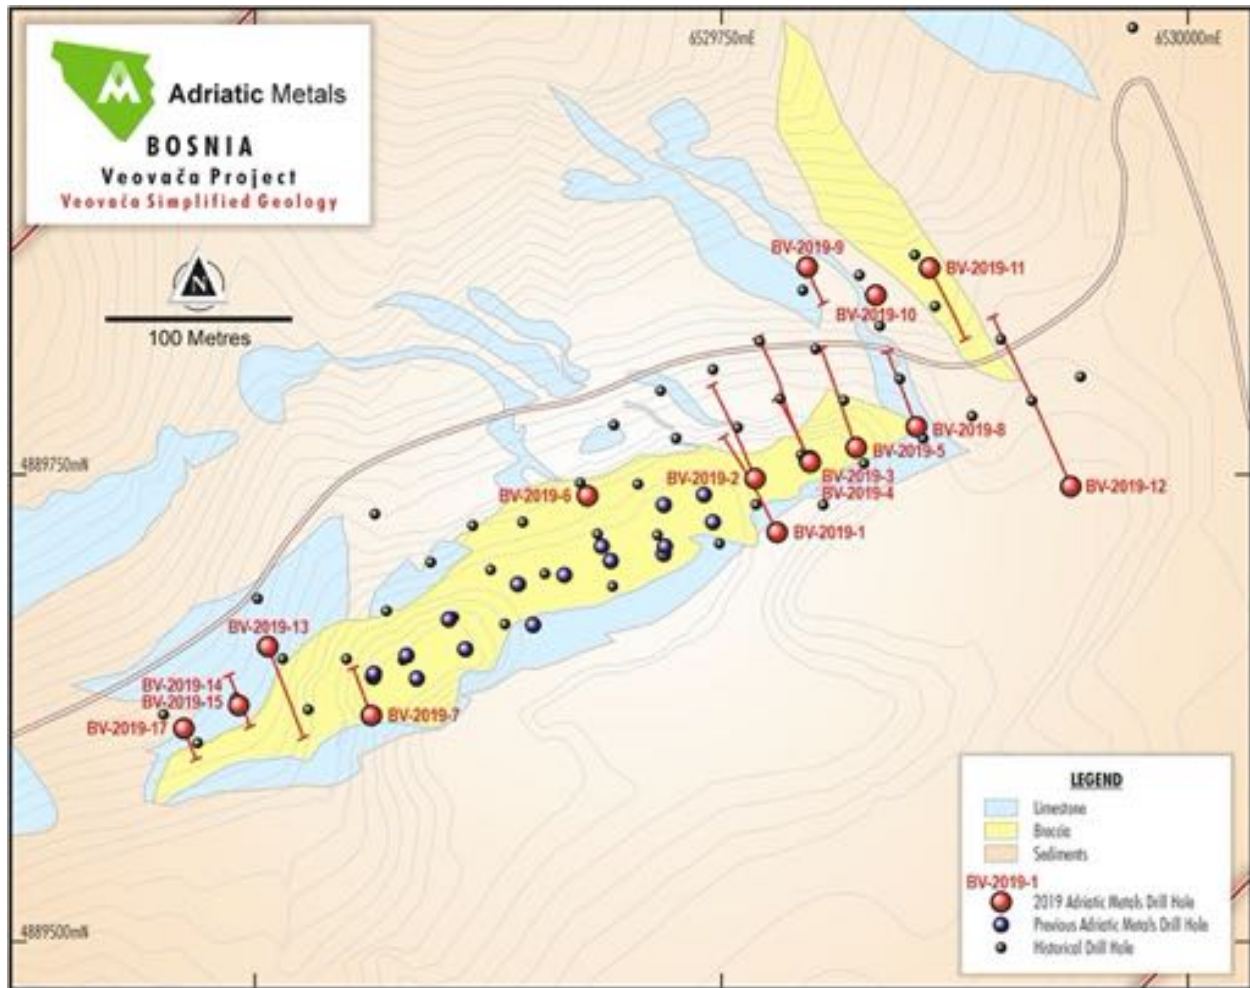 6529750mE
6530000mE
Adriatic Metals
BOSNIA
Veovača Project
Veovača Simplified Geology
N
100 Metres
BV-2019-9
BV-2019-11
BV-2019-10
BV-2019-8
BV-2019-5
4889750mN
BV-2019-2
BV-2019-3
BV-2019-4
BV-2019-12
BV-2019-6
BV-2019-1
BV-2019-13
BV-2019-14
BV-2019-15
BV-2019-7
BV-2019-17
LEGEND
Limestone
Breccia
Sediments
BV-2019-1
2019 Adriatic Metals Drill Hole
Previous Adriatic Metals Drill Hole
Historical Drill Hole
4889500mN